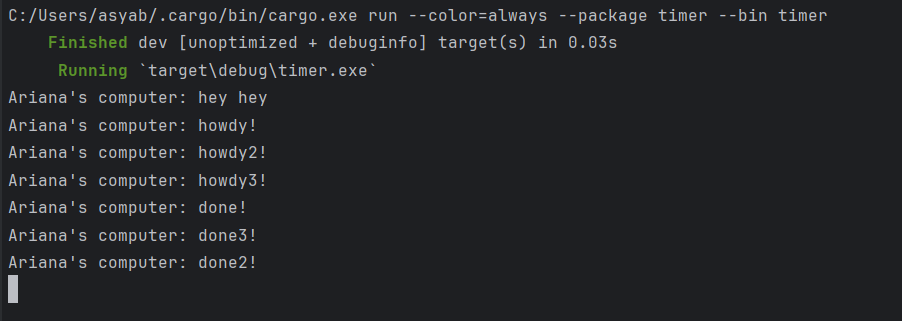 C:/Users/asyab/.cargo/bin/cargo.exe run --color=always --package timer --bin timer
Finished dev [unoptimized + debuginfo] target(s) in 0.03s
Running `target\debug\timer.exe`
Ariana's computer: hey hey
Ariana's computer: howdy!
Ariana's computer: howdy2!
Ariana's computer: howdy3!
Ariana's computer: done!
Ariana's computer: done3!
Ariana's computer: done2!